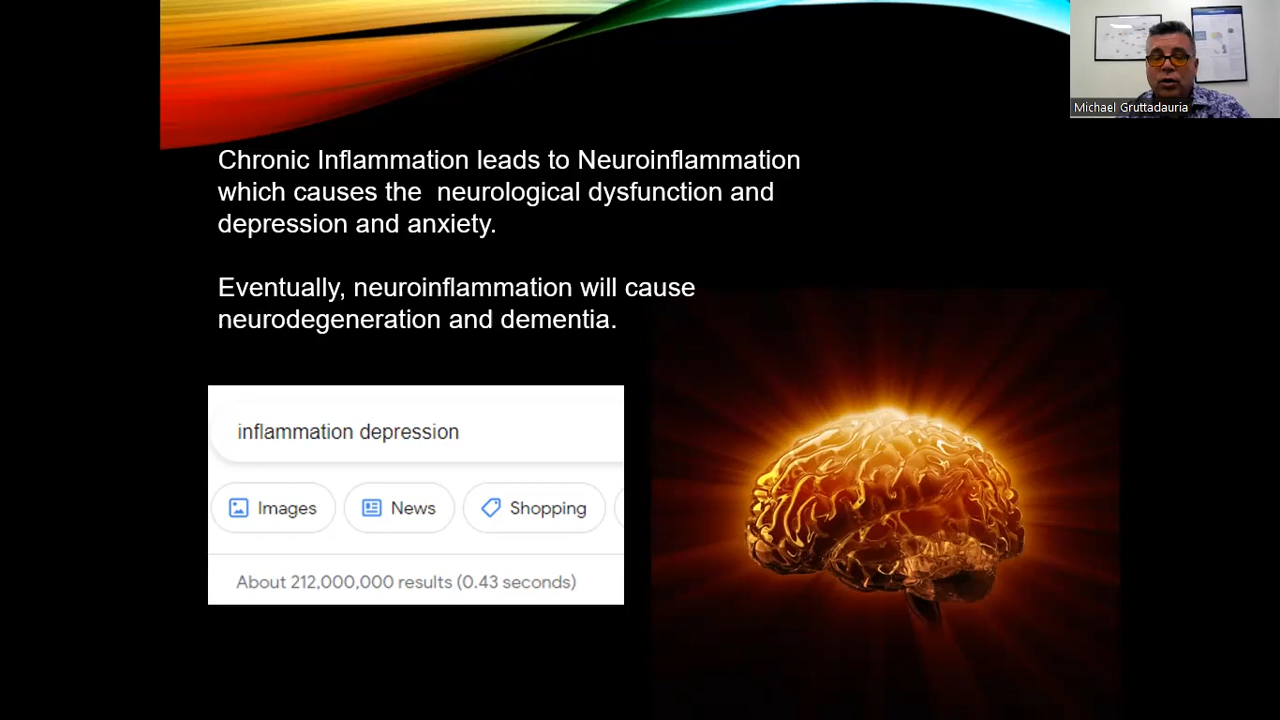 Michael Gruttadauria
Chronic Inflammation leads to Neuroinflammation
which causes the  neurological dysfunction and
depression and anxiety.
Eventually, neuroinflammation will cause
neurodegeneration and dementia.
inflammation depression
Images News Shopping
About 212,000,000 results (0.43 seconds)